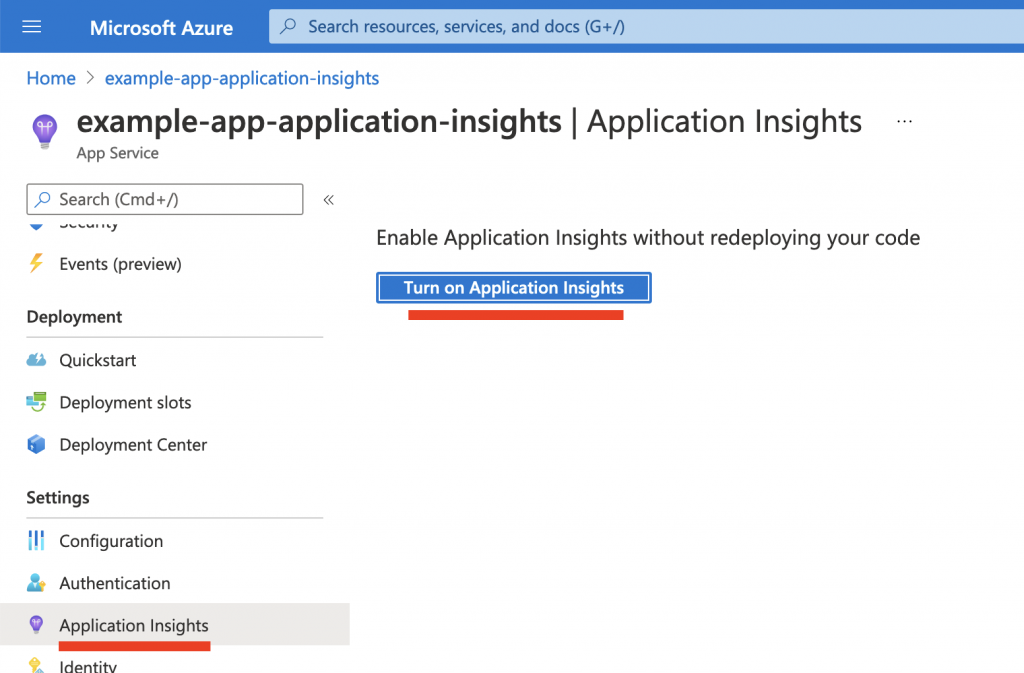 Microsoft Azure
Search resources, services, and docs (G+/)
Home > example-app-application-insights
example-app-application-insights | Application Insights ...
App Service
Search (Cmd+/) «
Security
Events (preview)
Deployment
Quickstart
Deployment slots
Deployment Center
Settings
Configuration
Authentication
Application Insights
Identity
Enable Application Insights without redeploying your code
Turn on Application Insights